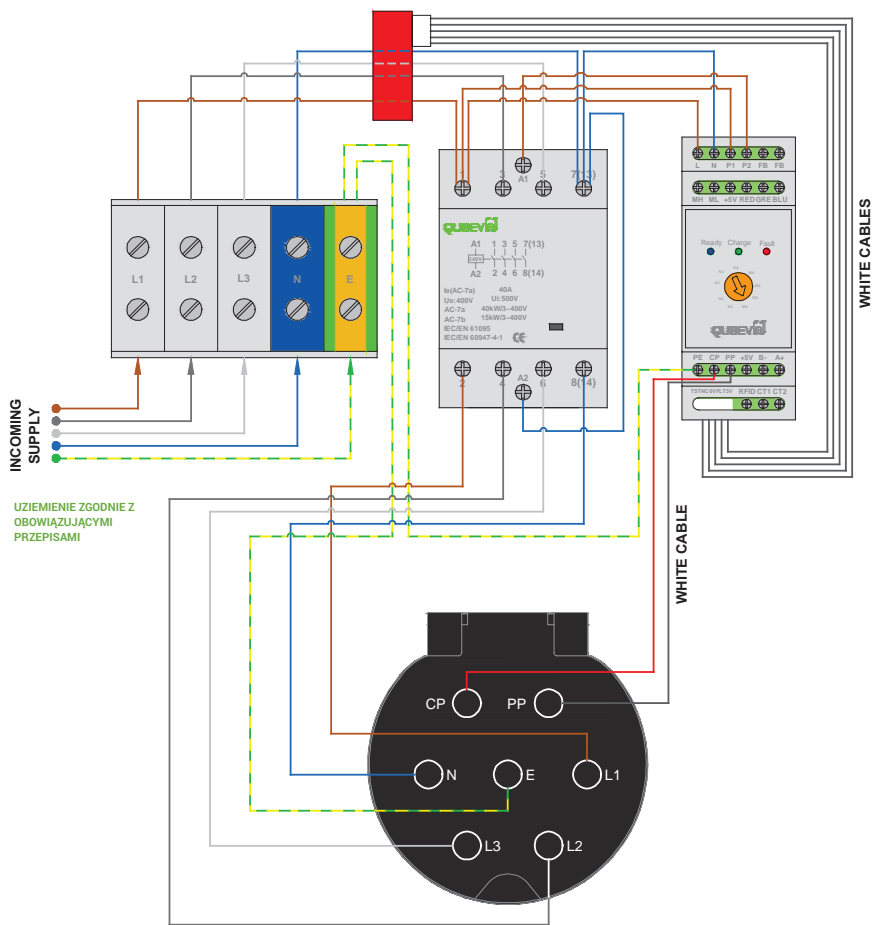 WHITE CABLES
L N P1 P2 FB FB
MH ML +5V RED GRE BLU
Ready Charge Fault
QUBEV
PE CP PP +5V B- A+
RFID CT1 CT2
1 3 5 7(13)
A1
QUBEV
A1 1 3 5 7(13)
240V
A2 2 4 6 8(14)
Ie(AC-7a) 40A
Ue: 400V Ui: 500V
AC-7a 40kW/3~400V
AC-7b 15kW/3~400V
IEC/EN 61095
IEC/EN 60947-4-1 CE
2 4 6 8(14)
A2
L1 L2 L3 N E
INCOMING
SUPPLY
UZIEMIENIE ZGODNIE Z
OBOWIĄZUJĄCYMI
PRZEPISAMI
WHITE CABLE
CP PP
N E L1
L3 L2